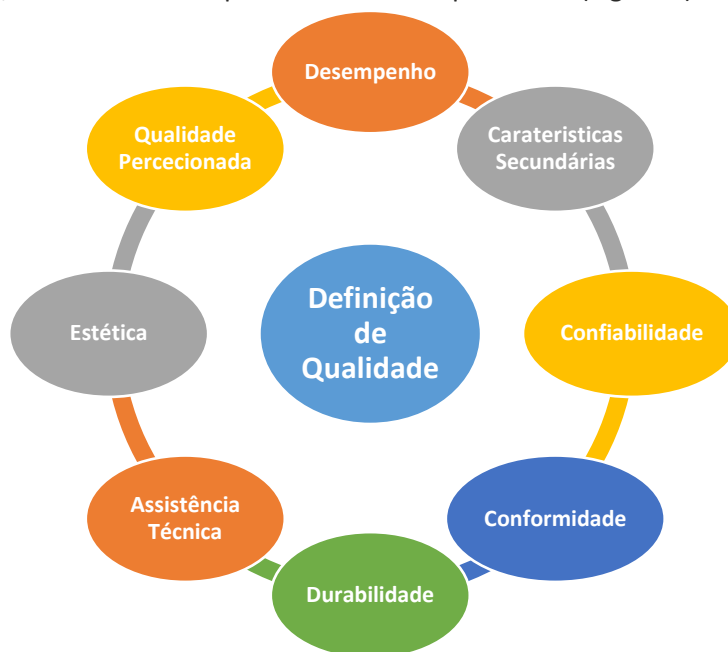 Desempenho
Carateristicas
Secundárias
Confiabilidade
Conformidade
Durabilidade
Assistência
Técnica
Estética
Qualidade
Percecionada
Definição
de
Qualidade